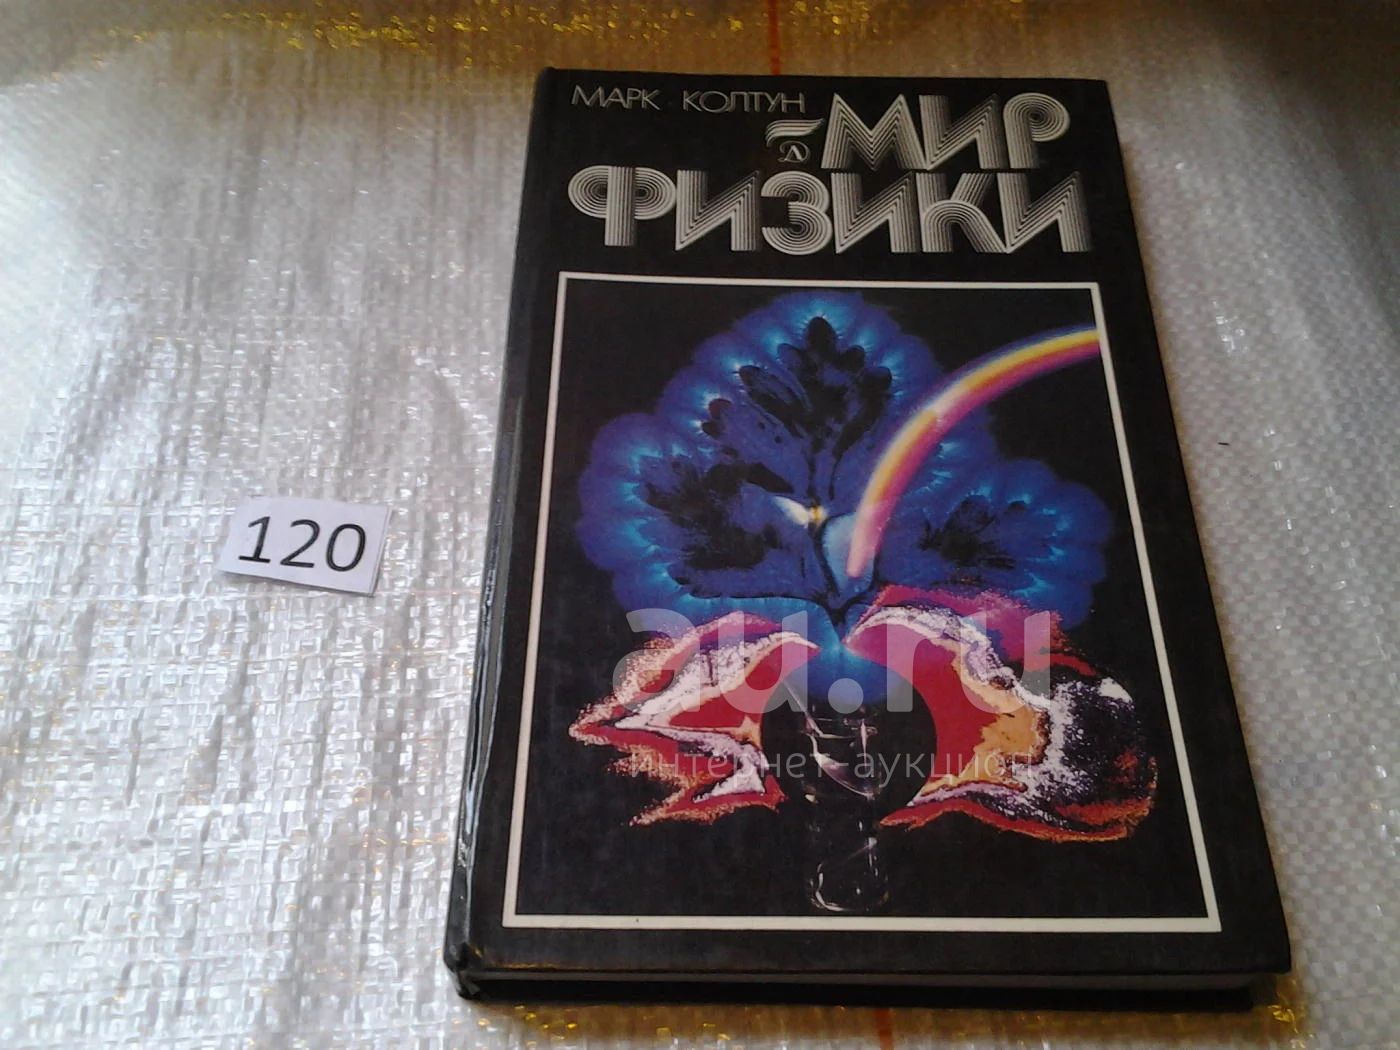 МАРК КОЛТУН
МИР
ФИЗИКИ
120
au.ru
интернет-аукцион